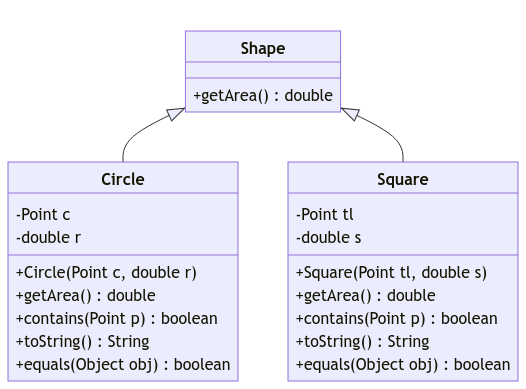 Shape
+getArea() : double
Circle
-Point c
-double r
+Circle(Point c, double r)
+getArea() : double
+contains(Point p) : boolean
+toString() : String
+equals(Object obj) : boolean
Square
-Point tl
-double s
+Square(Point tl, double s)
+getArea() : double
+contains(Point p) : boolean
+toString() : String
+equals(Object obj) : boolean